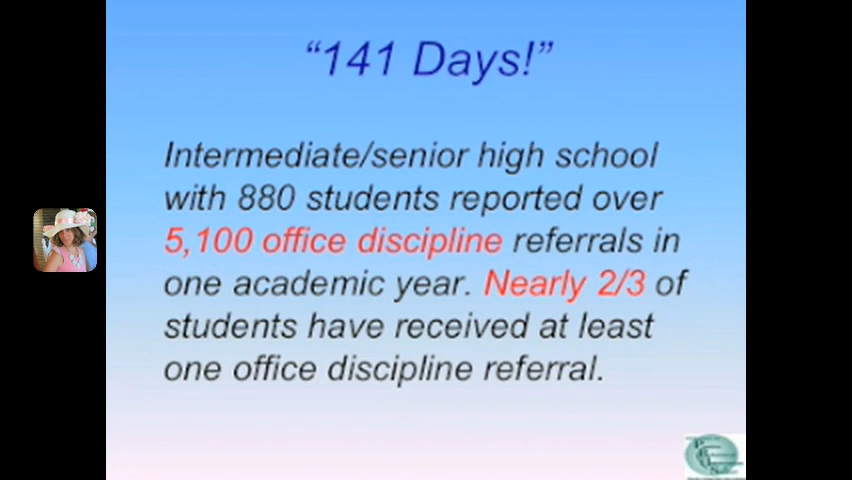 “141 Days!”
Intermediate/senior high school
with 880 students reported over
5,100 office discipline referrals in
one academic year. Nearly 2/3 of
students have received at least
one office discipline referral.